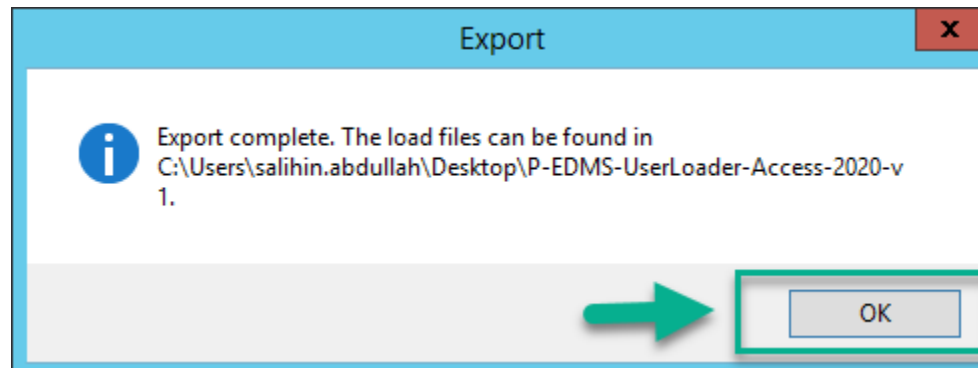 Export
x
Export complete. The load files can be found in
C:\Users\salihin.abdullah\Desktop\P-EDMS-UserLoader-Access-2020-v
1.
OK